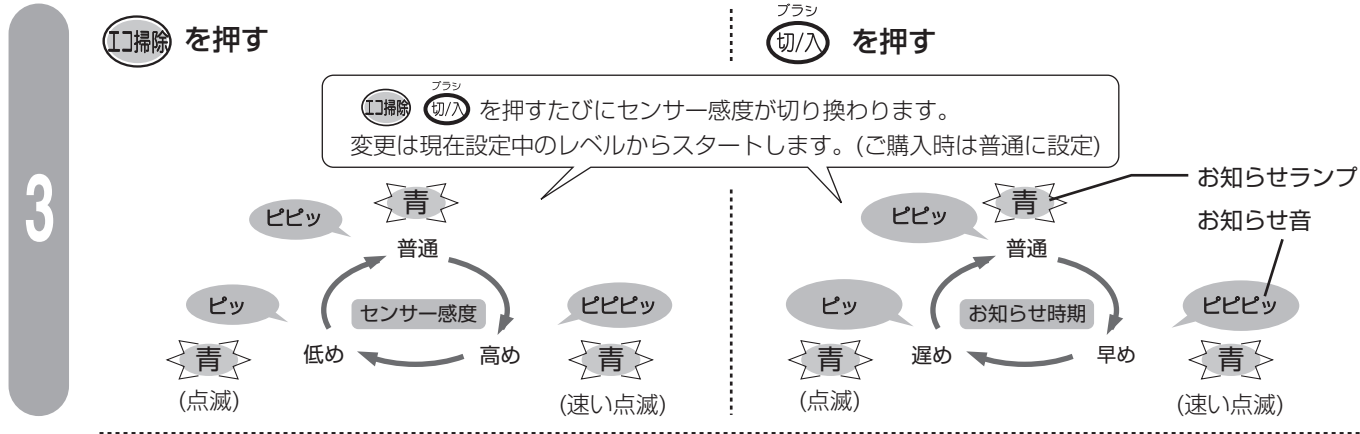 3
エコ掃除 を押す
ブラシ
切/入 を押す
ブラシ
エコ掃除 切/入 を押すたびにセンサー感度が切り換わります。
変更は現在設定中のレベルからスタートします。(ご購入時は普通に設定)
青
ピピッ
普通
ピッ
センサー感度
ピピピッ
青
低め
高め
青
(点滅)
(速い点滅)
お知らせランプ
お知らせ音
青
ピピッ
普通
ピッ
お知らせ時期
ピピピッ
青
遅め
早め
青
(点滅)
(速い点滅)